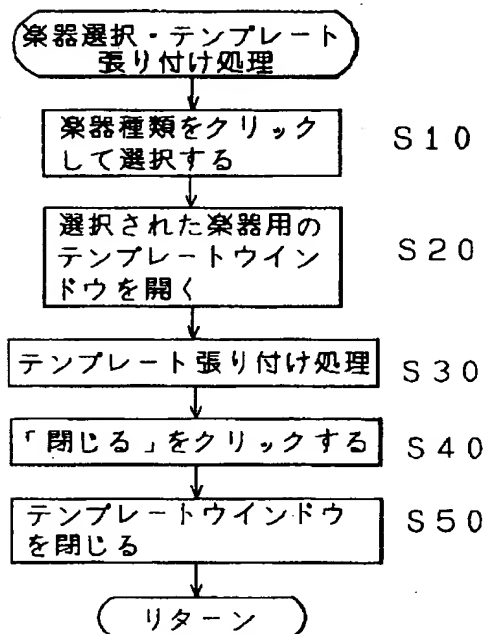 楽器選択・テンプレート
張り付け処理
楽器種類をクリック
して選択する
S10
選択された楽器用の
テンプレートウイン
ドウを開く
S20
テンプレート張り付け処理
S30
「閉じる」をクリックする
S40
テンプレートウインドウ
を閉じる
S50
リターン